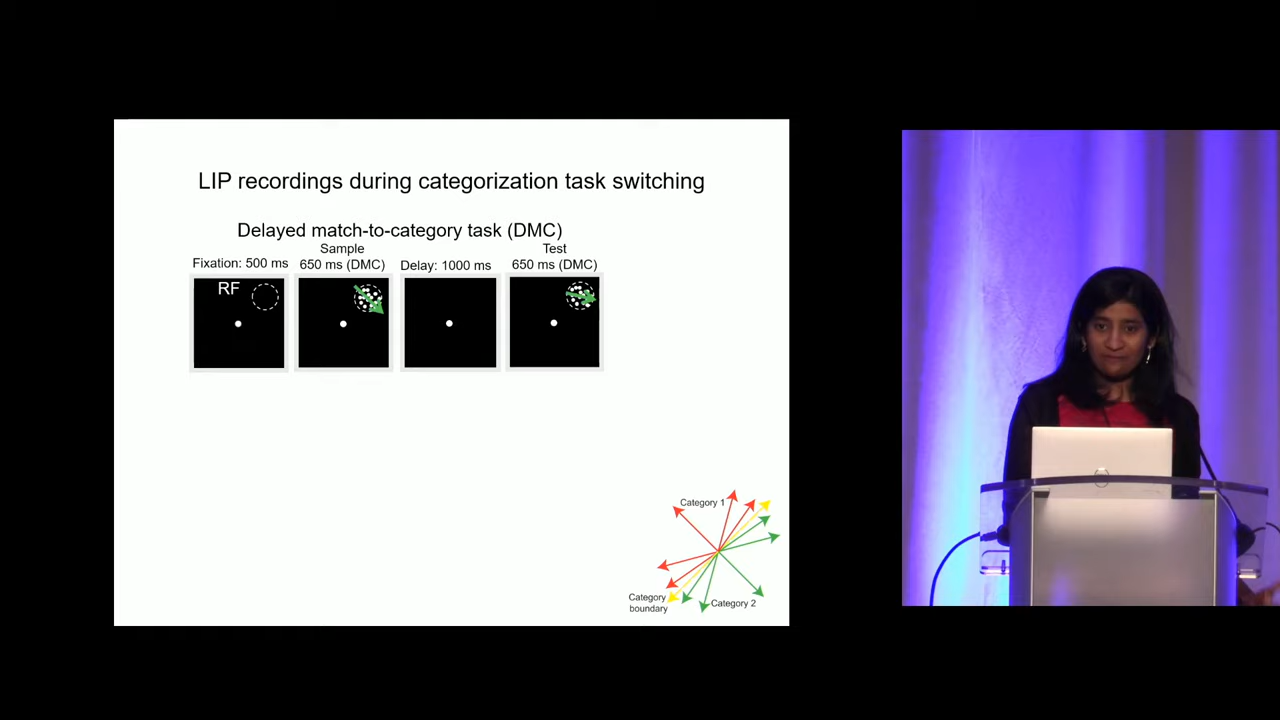 LIP recordings during categorization task switching
Delayed match-to-category task (DMC)
Fixation: 500 ms
Sample
650 ms (DMC)
Delay: 1000 ms
Test
650 ms (DMC)
RF
Category 1
Category
boundary
Category 2